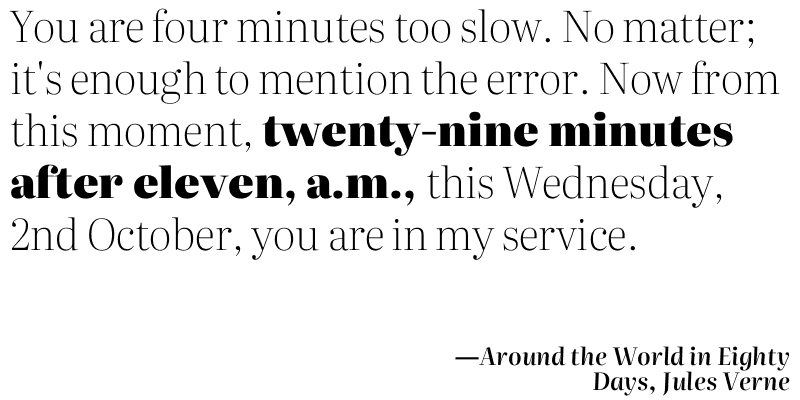 You are four minutes too slow. No matter;
it's enough to mention the error. Now from
this moment, twenty-nine minutes
after eleven, a.m., this Wednesday,
2nd October, you are in my service.
—Around the World in Eighty
Days, Jules Verne